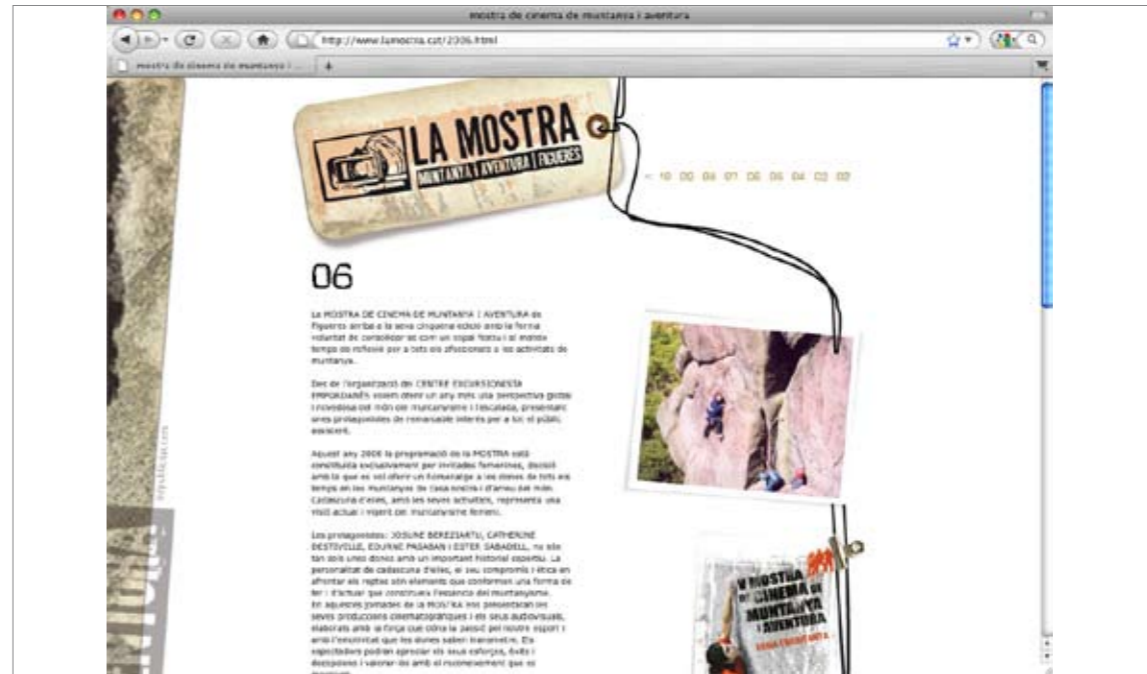 mostra de cinema de muntanya i aventura
http://www.lamostra.cat/2006.html
mostra de cinema de muntanya i ...
LA MOSTRA
MUNTANYA I AVENTURA | FIGUERES
< 10 09 08 07 06 05 04 03 02
06
La MOSTRA DE CINEMA DE MUNTANYA I AVENTURA de
Figueres arriba a la seva cinquena edició amb la ferma
voluntat de consolidar-se com un espai festiu i al mateix
temps de reflexió per a tots els afeccionats a les activitats de
muntanya.
Des de l'organització del CENTRE EXCURSIONISTA
EMPORDANÈS volem oferir un any més una perspectiva global
i novedosa del món del muntanyisme i l'escalada, presentant
unes protagonistes de remarcable interès per a tot el públic
assistent.
Aquest any 2006 la programació de la MOSTRA està
constituïda exclusivament per invitades femenines, decisió
amb la que es vol oferir un homenatge a les dones de tots els
temps en les muntanyes de casa nostra i d'arreu del món.
Cadascuna d'elles, amb les seves activitats, representa una
visió actual i vigent del muntanyisme femení.
Les protagonistes: JOSUNE BEREZIARTU, CATHERINE
DESTIVELLE, EDURNE PASABAN i ESTER SABADELL, no són
tan sols unes dones amb un important historial esportiu. La
personalitat de cadascuna d'elles, el seu compromís i ètica en
afrontar els reptes són elements que conformen una forma de
fer i d'actuar que construeix l'essència del muntanyisme.
En aquestes jornades de la MOSTRA ens presentaran les
seves produccions cinematogràfiques i els seus audiovisuals,
elaborats amb la força que dóna la passió pel nostre esport i
amb l'emotivitat que les dones saben transmetre. Els
espectadors podran apreciar els seus esforços, èxits i
decepcions i valorar-los amb el reconeixement que es
V MOSTRA
DE CINEMA DE
MUNTANYA
I AVENTURA